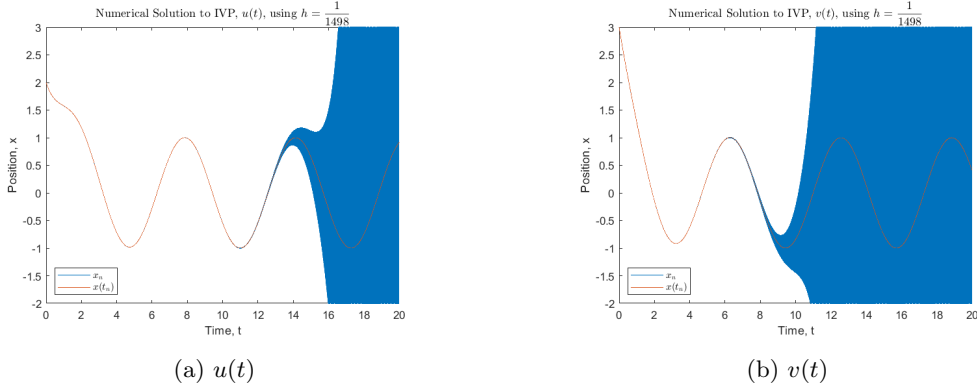 Numerical Solution to IVP, u(t), using h = 1/1498
3
2.5
2
1.5
1
0.5
0
-0.5
-1
-1.5
-2
Position, x
x_n
x(t_n)
0 2 4 6 8 10 12 14 16 18 20
Time, t
(a) u(t)
Numerical Solution to IVP, v(t), using h = 1/1498
3
2.5
2
1.5
1
0.5
0
-0.5
-1
-1.5
-2
Position, x
x_n
x(t_n)
0 2 4 6 8 10 12 14 16 18 20
Time, t
(b) v(t)